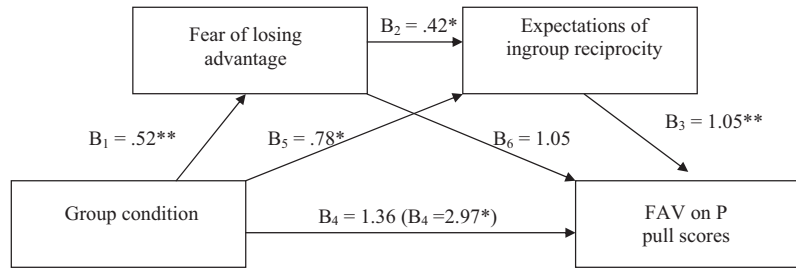 Fear of losing
advantage
B2 = .42*
Expectations of
ingroup reciprocity
B1 = .52**
B5 = .78*
B6 = 1.05
B3 = 1.05**
Group condition
B4 = 1.36 (B4 =2.97*)
FAV on P
pull scores